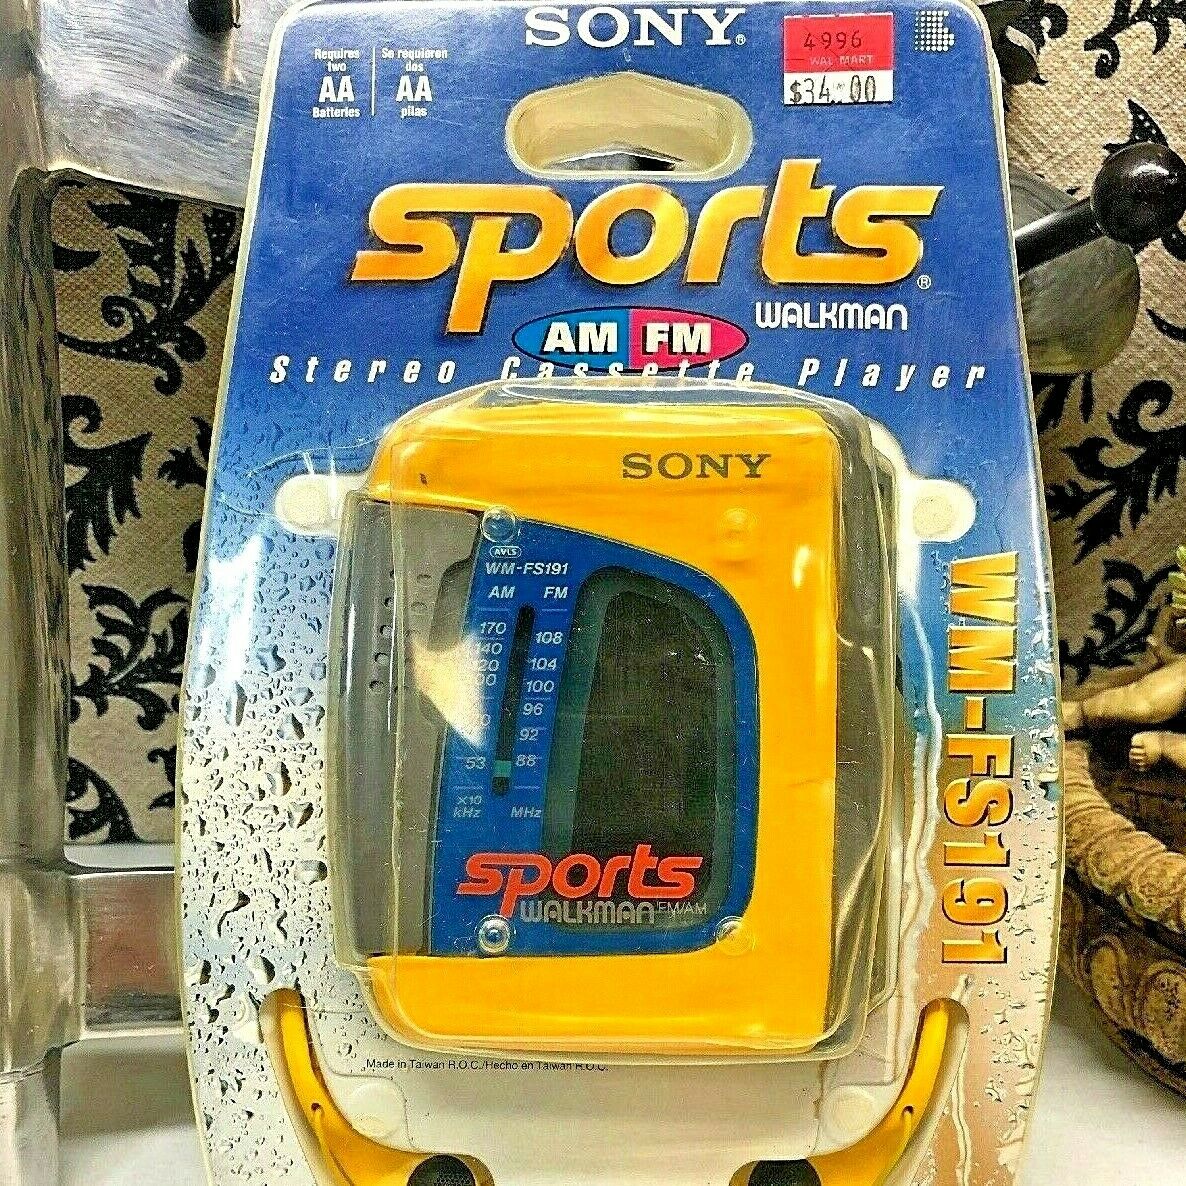 SONY®
4996
WAL MART
$34.00
Requires
two
AA
Batteries
Se requieren
dos
AA
pilas
sports®
WALKMAN
AM FM
Stereo Cassette Player
SONY
AVLS
WM-FS191
AM FM
170 108
104
100
96
92
53 88
X10
kHz MHz
sports
WALKMAN FM/AM
WM-FS191
Made in Taiwan R.O.C./Hecho en Taiwan R.O.C.